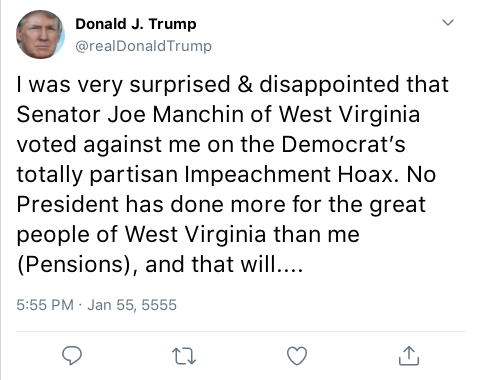 Donald J. Trump
@realDonaldTrump
I was very surprised & disappointed that
Senator Joe Manchin of West Virginia
voted against me on the Democrat’s
totally partisan Impeachment Hoax. No
President has done more for the great
people of West Virginia than me
(Pensions), and that will....
5:55 PM · Jan 55, 5555